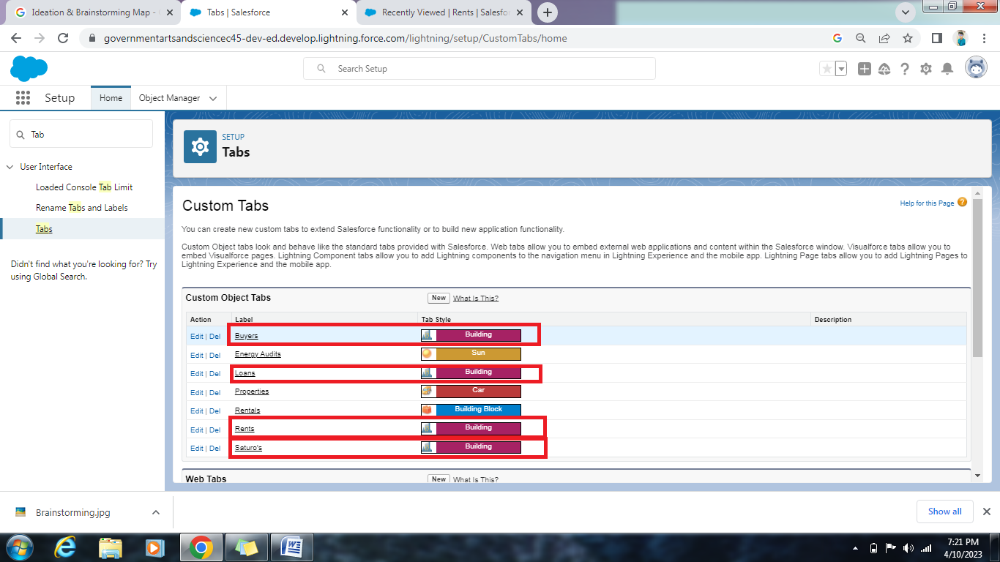 Ideation & Brainstorming Map -
Tabs | Salesforce
Recently Viewed | Rents | Salesfo
governmentartsandsciencec45-dev-ed.develop.lightning.force.com/lightning/setup/CustomTabs/home
Search Setup
Setup
Home
Object Manager
Tab
User Interface
Loaded Console Tab Limit
Rename Tabs and Labels
Tabs
Didn't find what you're looking for? Try
using Global Search.
SETUP
Tabs
Custom Tabs
Help for this Page
You can create new custom tabs to extend Salesforce functionality or to build new application functionality.
Custom Object tabs look and behave like the standard tabs provided with Salesforce. Web tabs allow you to embed external web applications and content within the Salesforce window. Visualforce tabs allow you to
embed Visualforce pages. Lightning Component tabs allow you to add Lightning components to the navigation menu in Lightning Experience and the mobile app. Lightning Page tabs allow you to add Lightning Pages to
Lightning Experience and the mobile app.
Custom Object Tabs New What Is This?
Action Label Tab Style Description
Edit | Del Buyers Building
Edit | Del Energy Audits Sun
Edit | Del Loans Building
Edit | Del Properties Car
Edit | Del Rentals Building Block
Edit | Del Rents Building
Edit | Del Saturo's Building
Web Tabs New What Is This?
Brainstorming.jpg
Show all
7:21 PM
4/10/2023